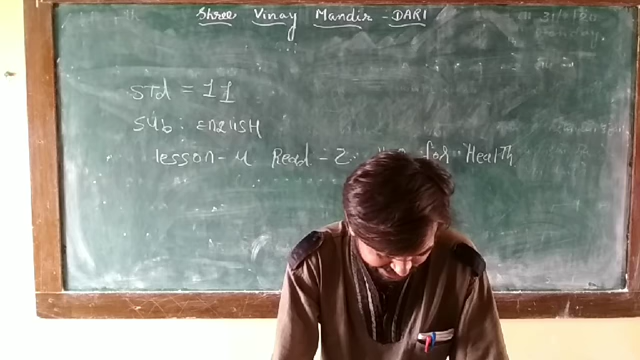 Shree Vinay Mandir - DARI
Std = 11
Sub : ENGLISH
lesson - 4 Read - 2 for Health